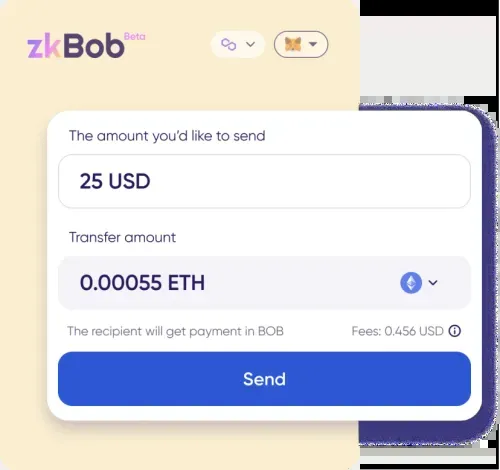 zkBob Beta
The amount you'd like to send
25 USD
Transfer amount
0.00055 ETH
The recipient will get payment in BOB
Fees: 0.456 USD
Send